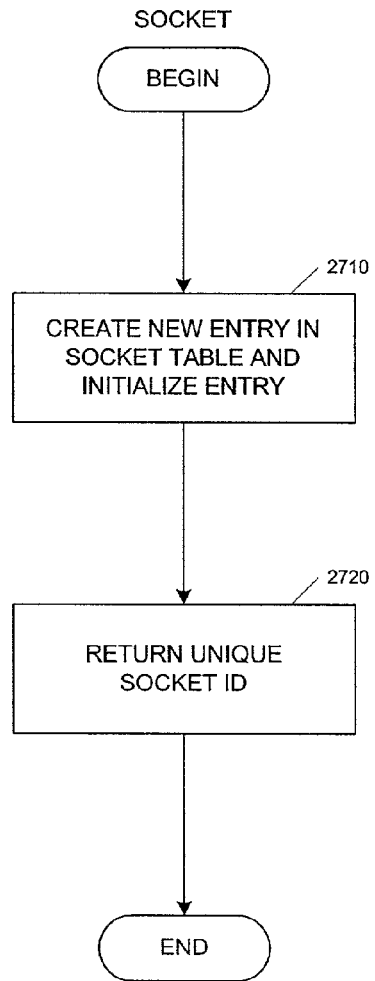 SOCKET
BEGIN
2710
CREATE NEW ENTRY IN
SOCKET TABLE AND
INITIALIZE ENTRY
2720
RETURN UNIQUE
SOCKET ID
END